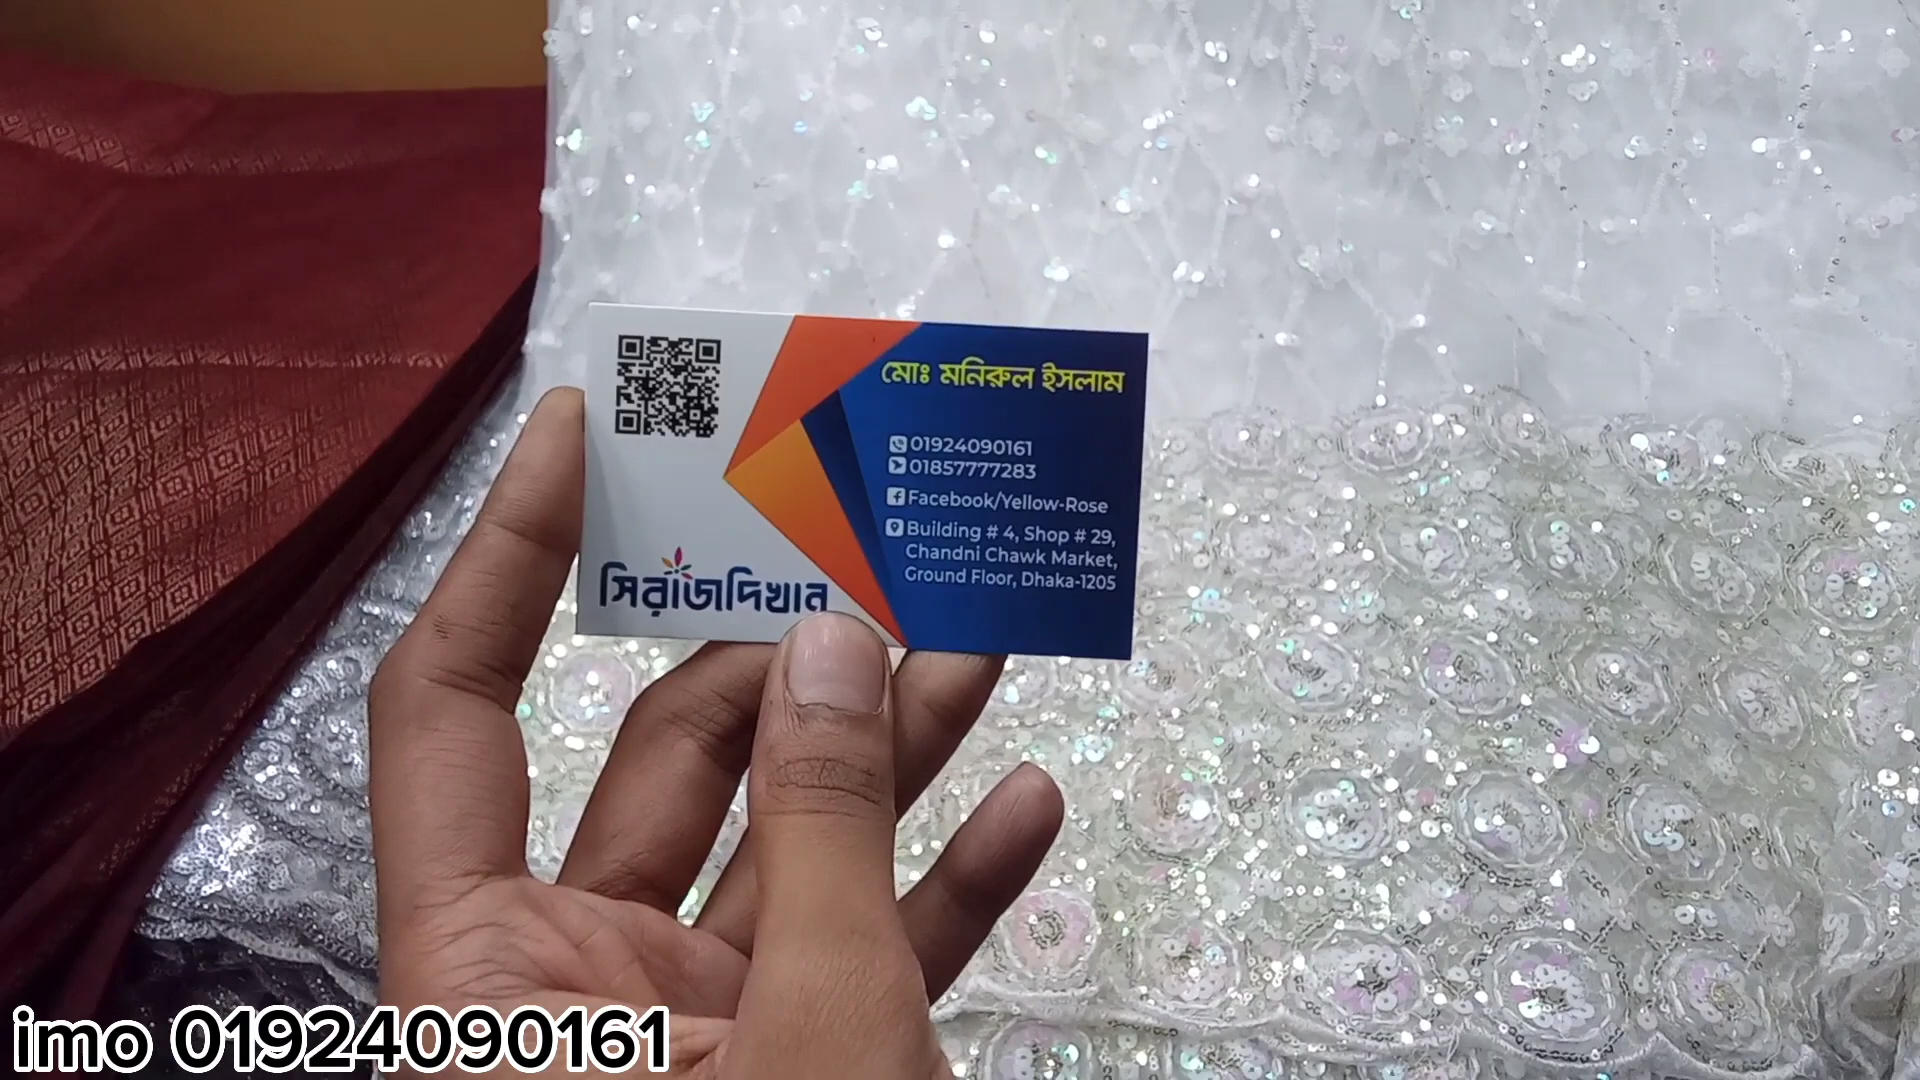 মোঃ মনিরুল ইসলাম
01924090161
01857777283
Facebook/Yellow-Rose
Building # 4, Shop # 29,
Chandni Chawk Market,
Ground Floor, Dhaka-1205
সিরাজদিখান
imo 01924090161